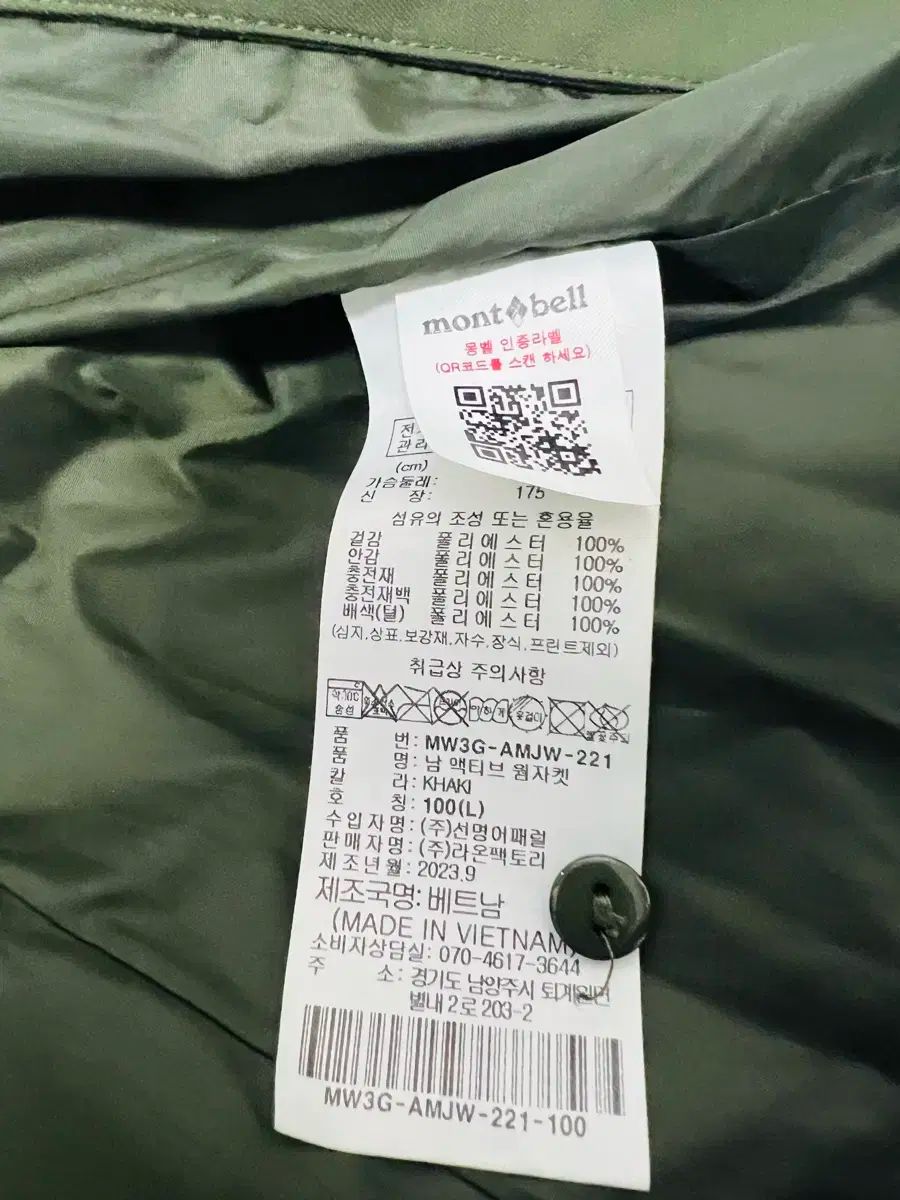 mont bell
몽벨 인증라벨
(QR코드를 스캔 하세요)
관리
(cm)
가슴둘레:
신 장: 175
섬유의 조성 또는 혼용율
겉감 폴리에스터 100%
안감 폴리에스터 100%
충전재 폴리에스터 100%
충전재백 폴리에스터 100%
배색(덜) 폴리에스터 100%
(심지,상표,보강재,자수,장식,프린트제외)
취급상 주의사항
약30℃
중성
품 번: MW3G-AMJW-221
품 명: 남 액티브 웜자켓
칼 라: KHAKI
호 칭: 100(L)
수입자명: (주)선명어패럴
판매자명: (주)라온팩토리
제조년월: 2023.9
제조국명: 베트남
(MADE IN VIETNAM)
소비자상담실: 070-4617-3644
주 소: 경기도 남양주시 퇴계원면
별내2로 203-2
MW3G-AMJW-221-100